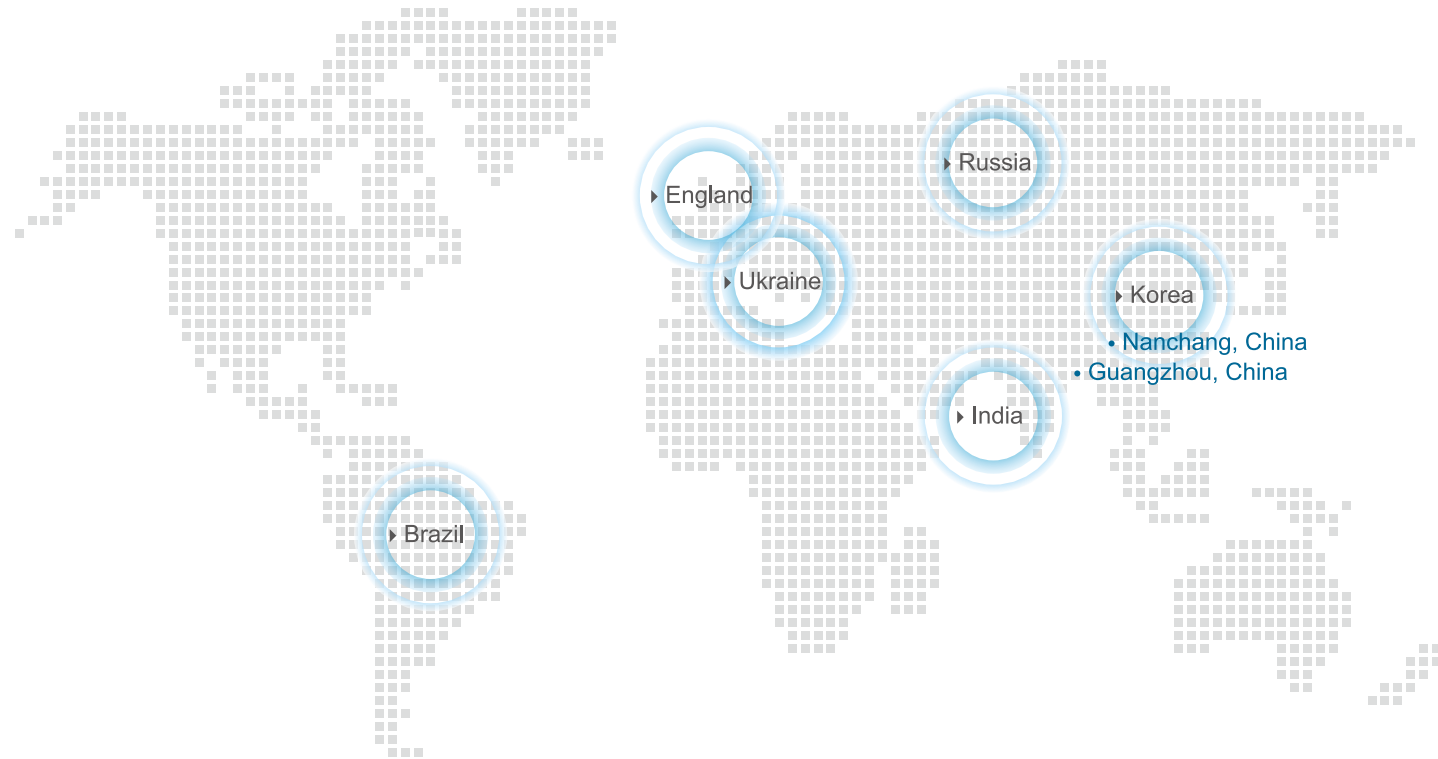 Russia
England
Ukraine
Korea
• Nanchang, China
• Guangzhou, China
India
Brazil